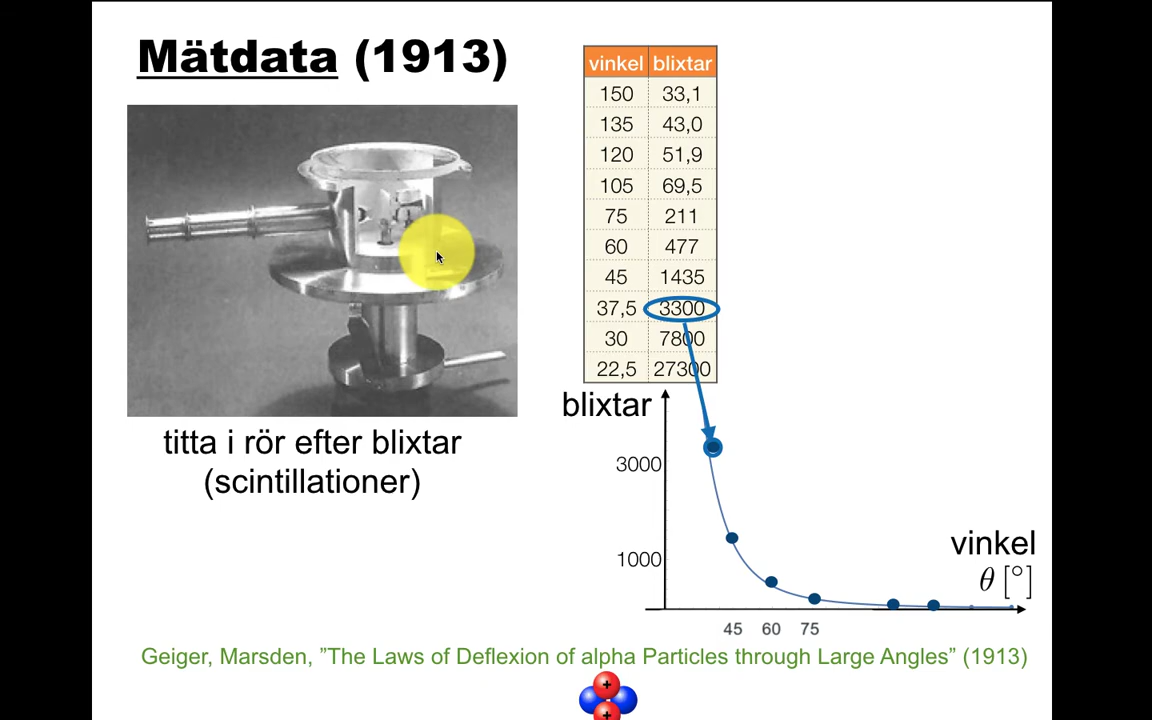 Mätdata (1913)
vinkel blixtar
150 33,1
135 43,0
120 51,9
105 69,5
75 211
60 477
45 1435
37,5 3300
30 7800
22,5 27300
titta i rör efter blixtar
(scintillationer)
blixtar
3000
1000
vinkel
θ [°]
45 60 75
Geiger, Marsden, ”The Laws of Deflexion of alpha Particles through Large Angles” (1913)
+
+